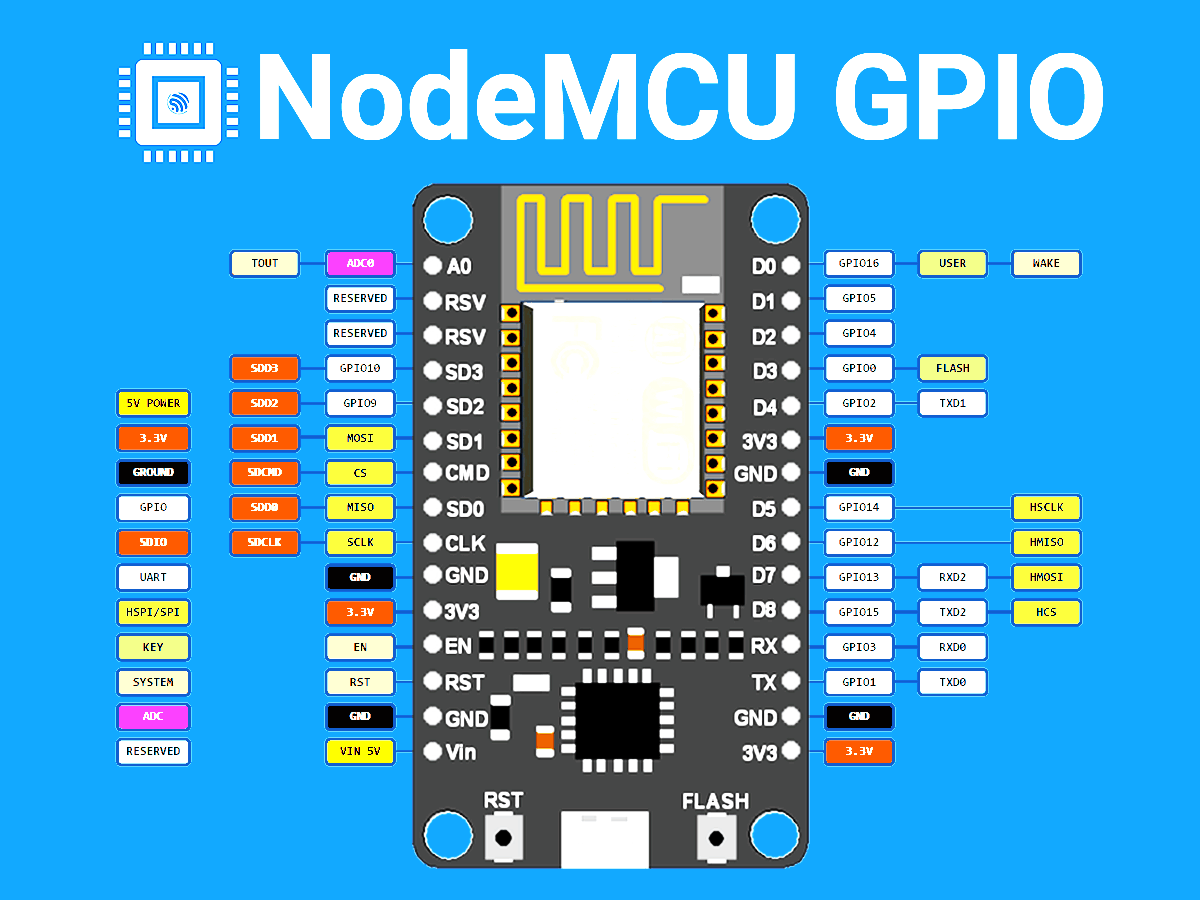 NodeMCU GPIO
TOUT ADC0 A0 D0 GPIO16 USER WAKE
RESERVED RSV D1 GPIO5
RESERVED RSV D2 GPIO4
SDD3 GPIO10 SD3 D3 GPIO0 FLASH
5V POWER SDD2 GPIO9 SD2 D4 GPIO2 TXD1
3.3V SDD1 MOSI SD1 3V3 3.3V
GROUND SDCMD CS CMD GND GND
GPIO SDD0 MISO SD0 D5 GPIO14 HSCLK
SDIO SDCLK SCLK CLK D6 GPIO12 HMISO
UART GND GND D7 GPIO13 RXD2 HMOSI
HSPI/SPI 3.3V 3V3 D8 GPIO15 TXD2 HCS
KEY EN EN RX GPIO3 RXD0
SYSTEM RST RST TX GPIO1 TXD0
ADC GND GND GND GND
RESERVED VIN 5V Vin 3V3 3.3V
RST FLASH